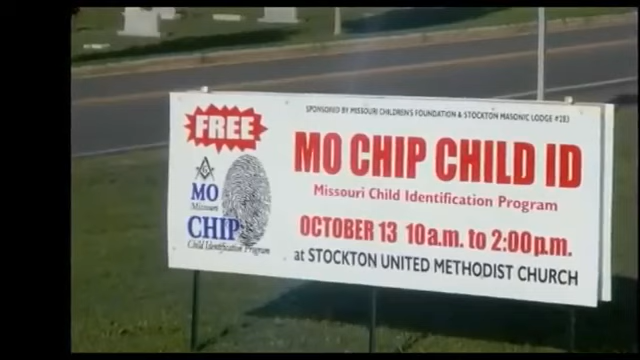 SPONSORED BY MISSOURI CHILDREN'S FOUNDATION & STOCKTON MASONIC LODGE #283
FREE
MO CHIP CHILD ID
Missouri Child Identification Program
G
MO
Missouri
CHIP
Child Identification Program
OCTOBER 13 10a.m. to 2:00p.m.
at STOCKTON UNITED METHODIST CHURCH